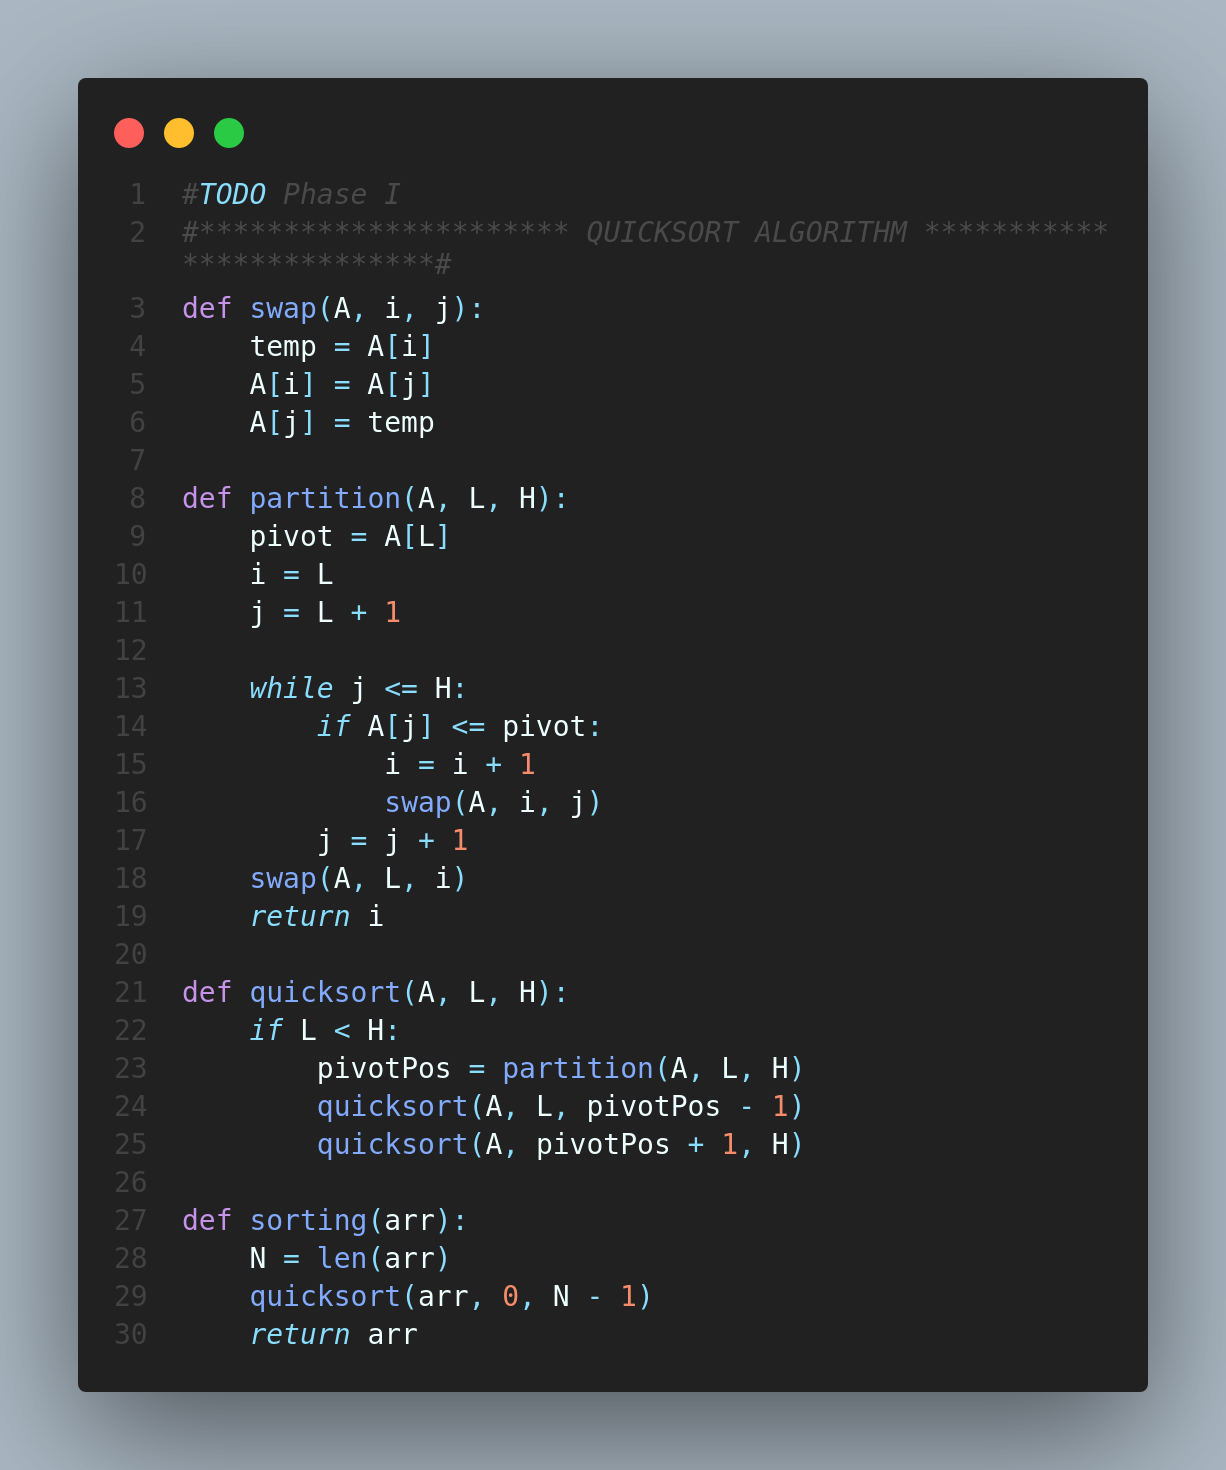 1 #TODO Phase I
2 #********************** QUICKSORT ALGORITHM ***********
***************#
3 def swap(A, i, j):
4     temp = A[i]
5     A[i] = A[j]
6     A[j] = temp
7
8 def partition(A, L, H):
9     pivot = A[L]
10     i = L
11     j = L + 1
12
13     while j <= H:
14         if A[j] <= pivot:
15             i = i + 1
16             swap(A, i, j)
17         j = j + 1
18     swap(A, L, i)
19     return i
20
21 def quicksort(A, L, H):
22     if L < H:
23         pivotPos = partition(A, L, H)
24         quicksort(A, L, pivotPos - 1)
25         quicksort(A, pivotPos + 1, H)
26
27 def sorting(arr):
28     N = len(arr)
29     quicksort(arr, 0, N - 1)
30     return arr